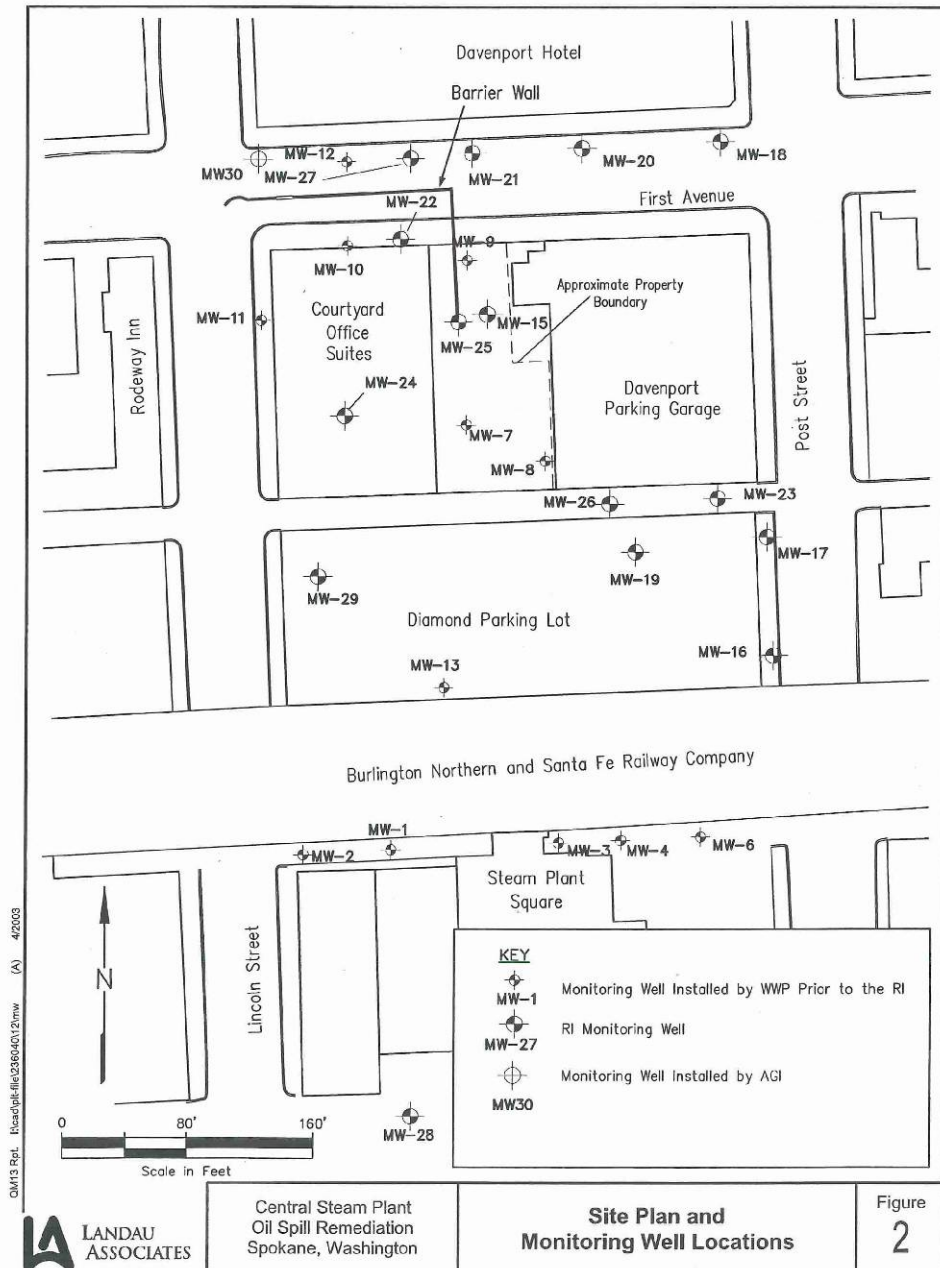 Davenport Hotel
Barrier Wall
MW-12
MW30
MW-27
MW-21
MW-20
MW-18
MW-22
First Avenue
MW-9
MW-10
Approximate Property
Boundary
MW-11
Courtyard
Office
Suites
MW-15
MW-25
Rodeway Inn
MW-24
Davenport
Parking Garage
Post Street
MW-7
MW-8
MW-26
MW-23
MW-17
MW-29
MW-19
Diamond Parking Lot
MW-16
MW-13
Burlington Northern and Santa Fe Railway Company
MW-1
MW-2
MW-3
MW-4
MW-6
Steam Plant
Square
Lincoln Street
N
KEY
MW-1
Monitoring Well Installed by WWP Prior to the RI
MW-27
RI Monitoring Well
MW30
Monitoring Well Installed by AGI
MW-28
0 80' 160'
Scale in Feet
(A) 4/2003
LANDAU
ASSOCIATES
Central Steam Plant
Oil Spill Remediation
Spokane, Washington
Site Plan and
Monitoring Well Locations
Figure
2